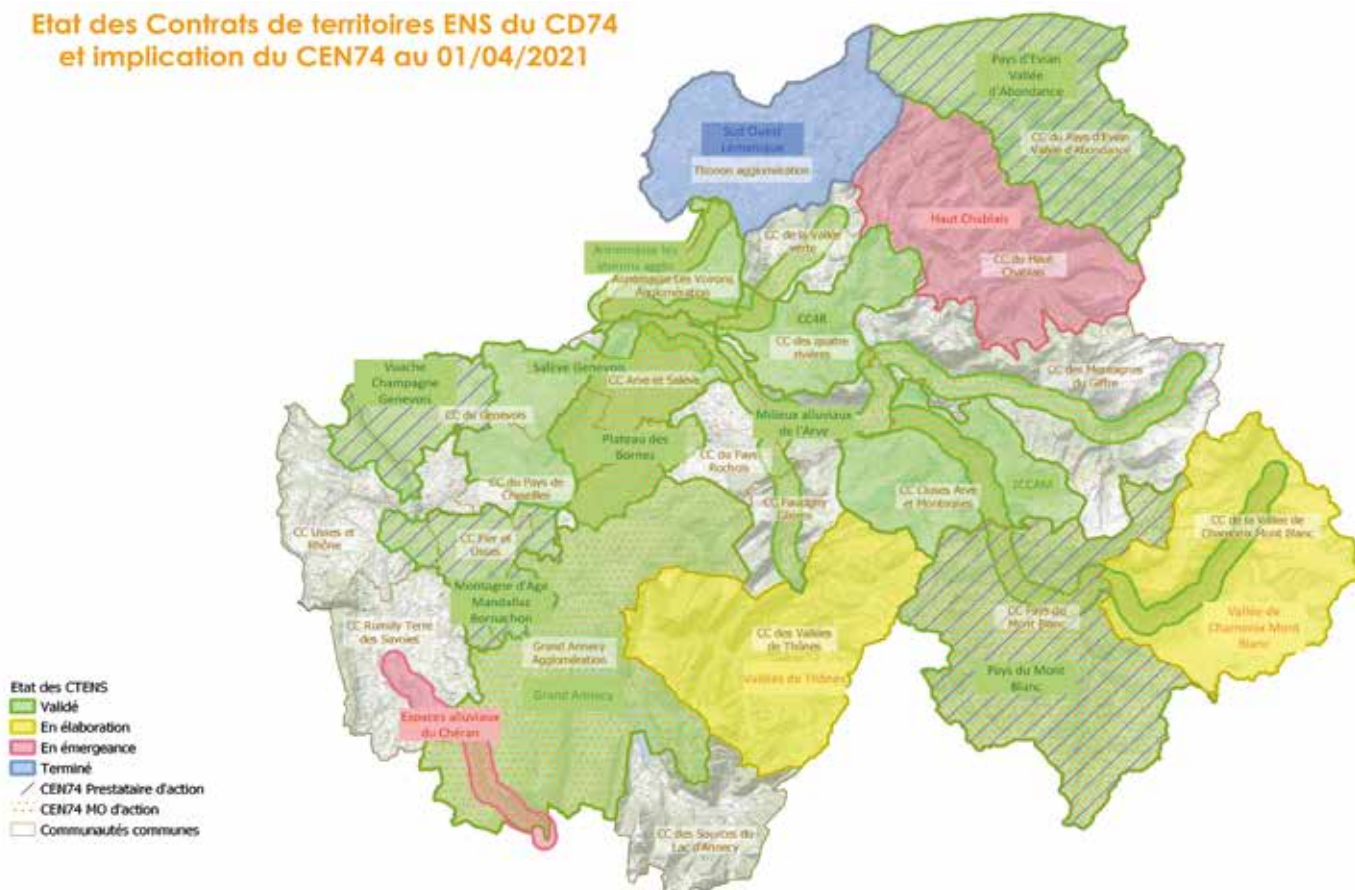 Etat des Contrats de territoires ENS du CD74
et implication du CEN74 au 01/04/2021
Pays d'Evian
Vallée
d'Abondance
CC du Pays d'Evain
Vallée d'Abondance
Sud Ouest
Lémanique
Thonon agglomération
Haut Chablais
CC du Haut
Chablais
CC de la Vallée
verte
Annemasse les
Annemasse Les Voirons
Agglomération
CC4R
CC des quatre
rivières
CC des Montagnes
du Giffre
Vuache
Champagne
Genevois
Salève Genevois
CC Arve et Salève
CC du Genevois
Milieux alluviaux
de l'Arve
Plateau des
Bornes
CC du Pays
Rochois
CC du Pays de
Cruseilles
CC Faucigny
Glières
CC Cluses Arve
et Montagnes
2CCAM
CC Usses et
Rhône
CC Fier et
Usses
CC de la Vallée de
Chamonix Mont Blanc
Montagne d'Age
Mandallaz
Bornachon
CC Rumilly Terre
des Savoies
CC des Vallées
de Thônes
CC Pays du
Mont Blanc
Vallée de
Chamonix Mont
Blanc
Grand Annecy
Agglomération
Vallées de Thônes
Pays du Mont
Blanc
Grand Annecy
Espaces alluviaux
du Chéran
CC des Sources du
Lac d'Annecy
Etat des CTENS
Validé
En élaboration
En émergeance
Terminé
CEN74 Prestataire d'action
CEN74 MO d'action
Communautés communes